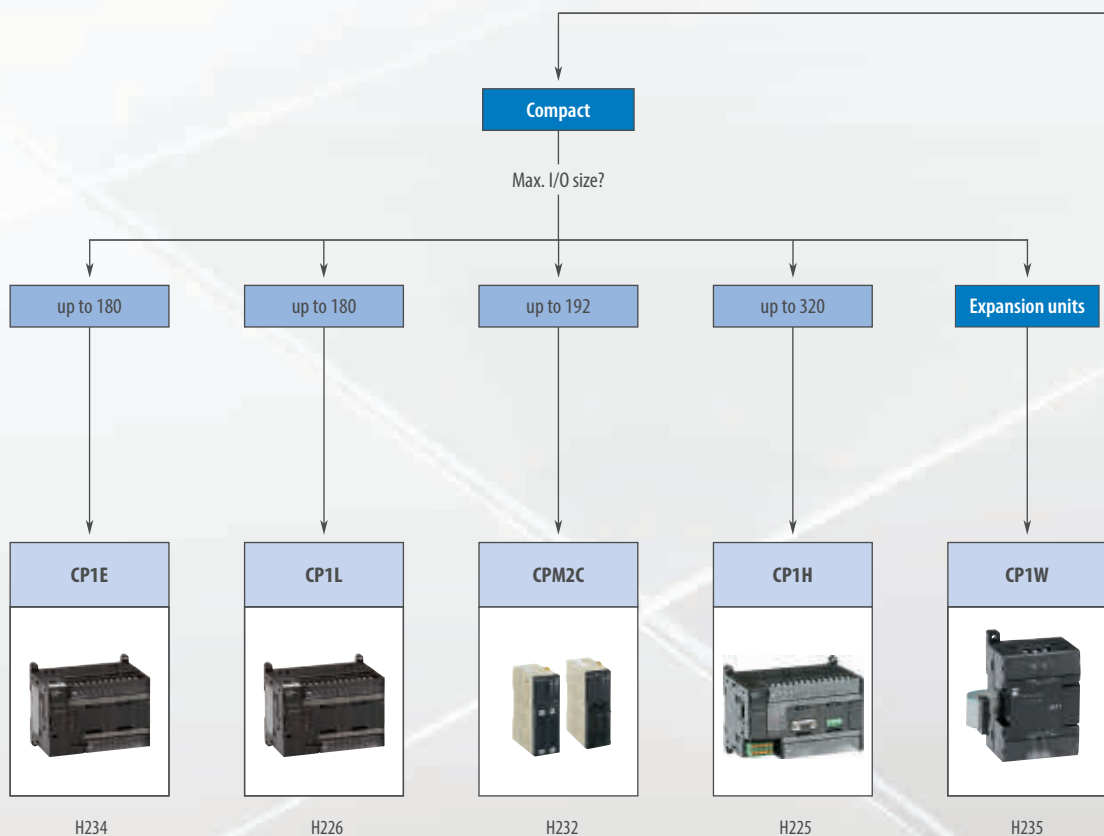 Compact
Max. I/O size?
up to 180
up to 180
up to 192
up to 320
Expansion units
CP1E
CP1L
CPM2C
CP1H
CP1W
H234
H226
H232
H225
H235